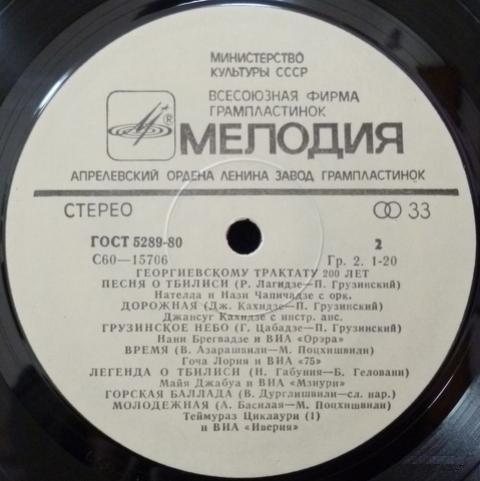 МИНИСТЕРСТВО
КУЛЬТУРЫ СССР
ВСЕСОЮЗНАЯ ФИРМА
ГРАМПЛАСТИНОК
® МЕЛОДИЯ
АПРЕЛЕВСКИЙ ОРДЕНА ЛЕНИНА ЗАВОД ГРАМПЛАСТИНОК
СТЕРЕО 33
ГОСТ 5289-80 2
С60—15706 Гр. 2. 1-20
ГЕОРГИЕВСКОМУ ТРАКТАТУ 200 ЛЕТ
ПЕСНЯ О ТБИЛИСИ (Р. Лагидзе—П. Грузинский)
Нателла и Нази Чапичадзе с орк.
ДОРОЖНАЯ (Дж. Кахидзе—П. Грузинский)
Джансуг Кахидзе с инстр. анс.
ГРУЗИНСКОЕ НЕБО (Г. Цабадзе—П. Грузинский)
Нани Брегвадзе и ВИА «Орэра»
ВРЕМЯ (В. Азарашвили—М. Поцхишвили)
Гоча Лория и ВИА «75»
ЛЕГЕНДА О ТБИЛИСИ (Н. Габуния—Б. Геловани)
Майя Джабуа и ВИА «Мзиури»
ГОРСКАЯ БАЛЛАДА (В. Дурглишвили—сл. нар.)
МОЛОДЕЖНАЯ (А. Басилая—М. Поцхишвили)
Теймураз Циклаури (1)
и ВИА «Иверия»